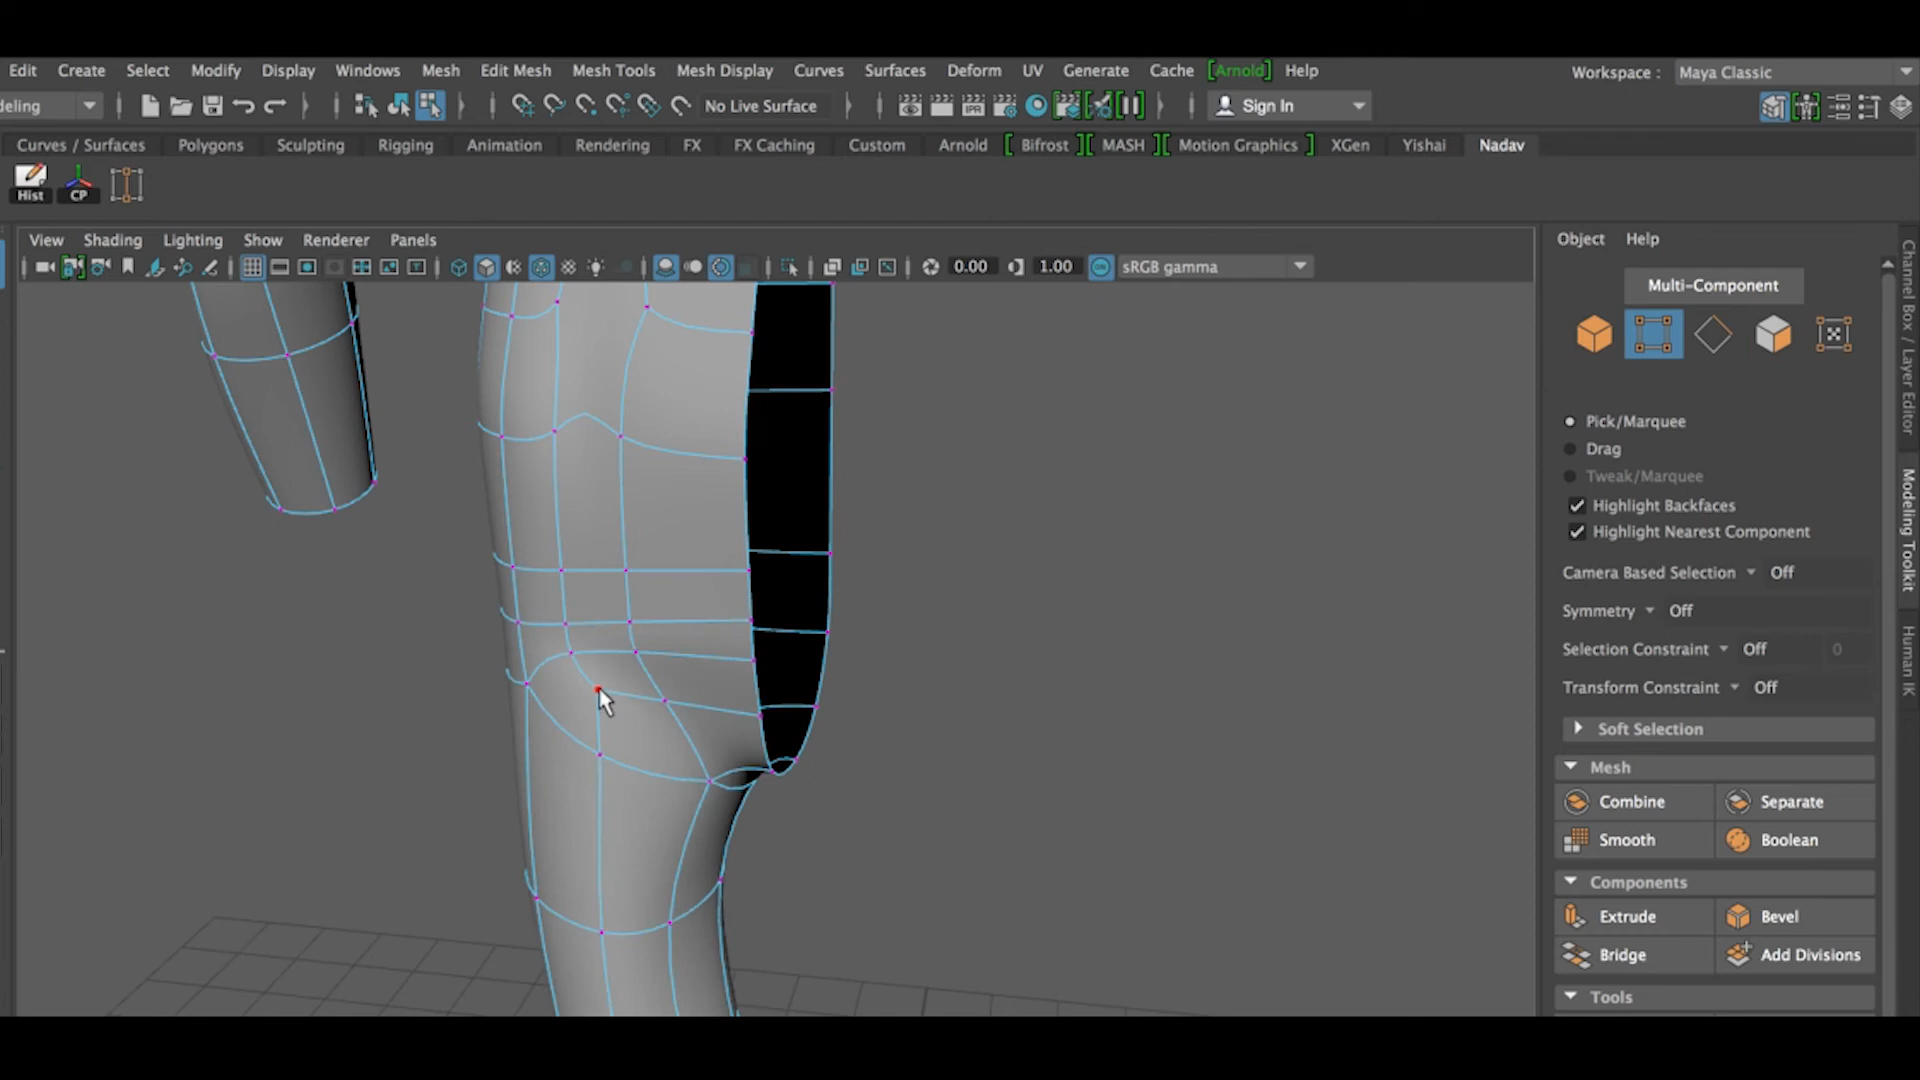 Edit Create Select Modify Display Windows Mesh Edit Mesh Mesh Tools Mesh Display Curves Surfaces Deform UV Generate Cache [Arnold] Help Workspace : Maya Classic
deling No Live Surface IPR Sign In
Curves / Surfaces Polygons Sculpting Rigging Animation Rendering FX FX Caching Custom Arnold [ Bifrost ] [ MASH ] [ Motion Graphics ] XGen Yishai Nadav
Hist CP
View Shading Lighting Show Renderer Panels
0.00 1.00 ON sRGB gamma
Object Help
Multi-Component
Pick/Marquee
Drag
Tweak/Marquee
Highlight Backfaces
Highlight Nearest Component
Camera Based Selection Off
Symmetry Off
Selection Constraint Off 0
Transform Constraint Off
Soft Selection
Mesh
Combine Separate
Smooth Boolean
Components
Extrude Bevel
Bridge Add Divisions
Tools
Channel Box / Layer Editor
Modeling Toolkit
Human IK